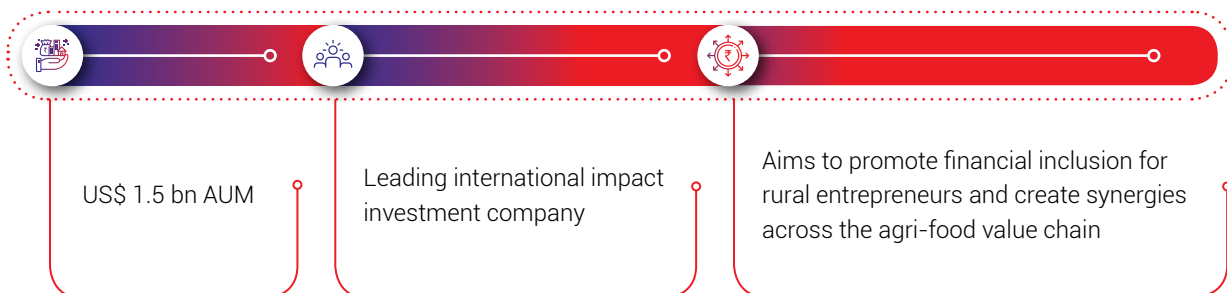 US$ 1.5 bn AUM
Leading international impact
investment company
Aims to promote financial inclusion for
rural entrepreneurs and create synergies
across the agri-food value chain
₹
₹